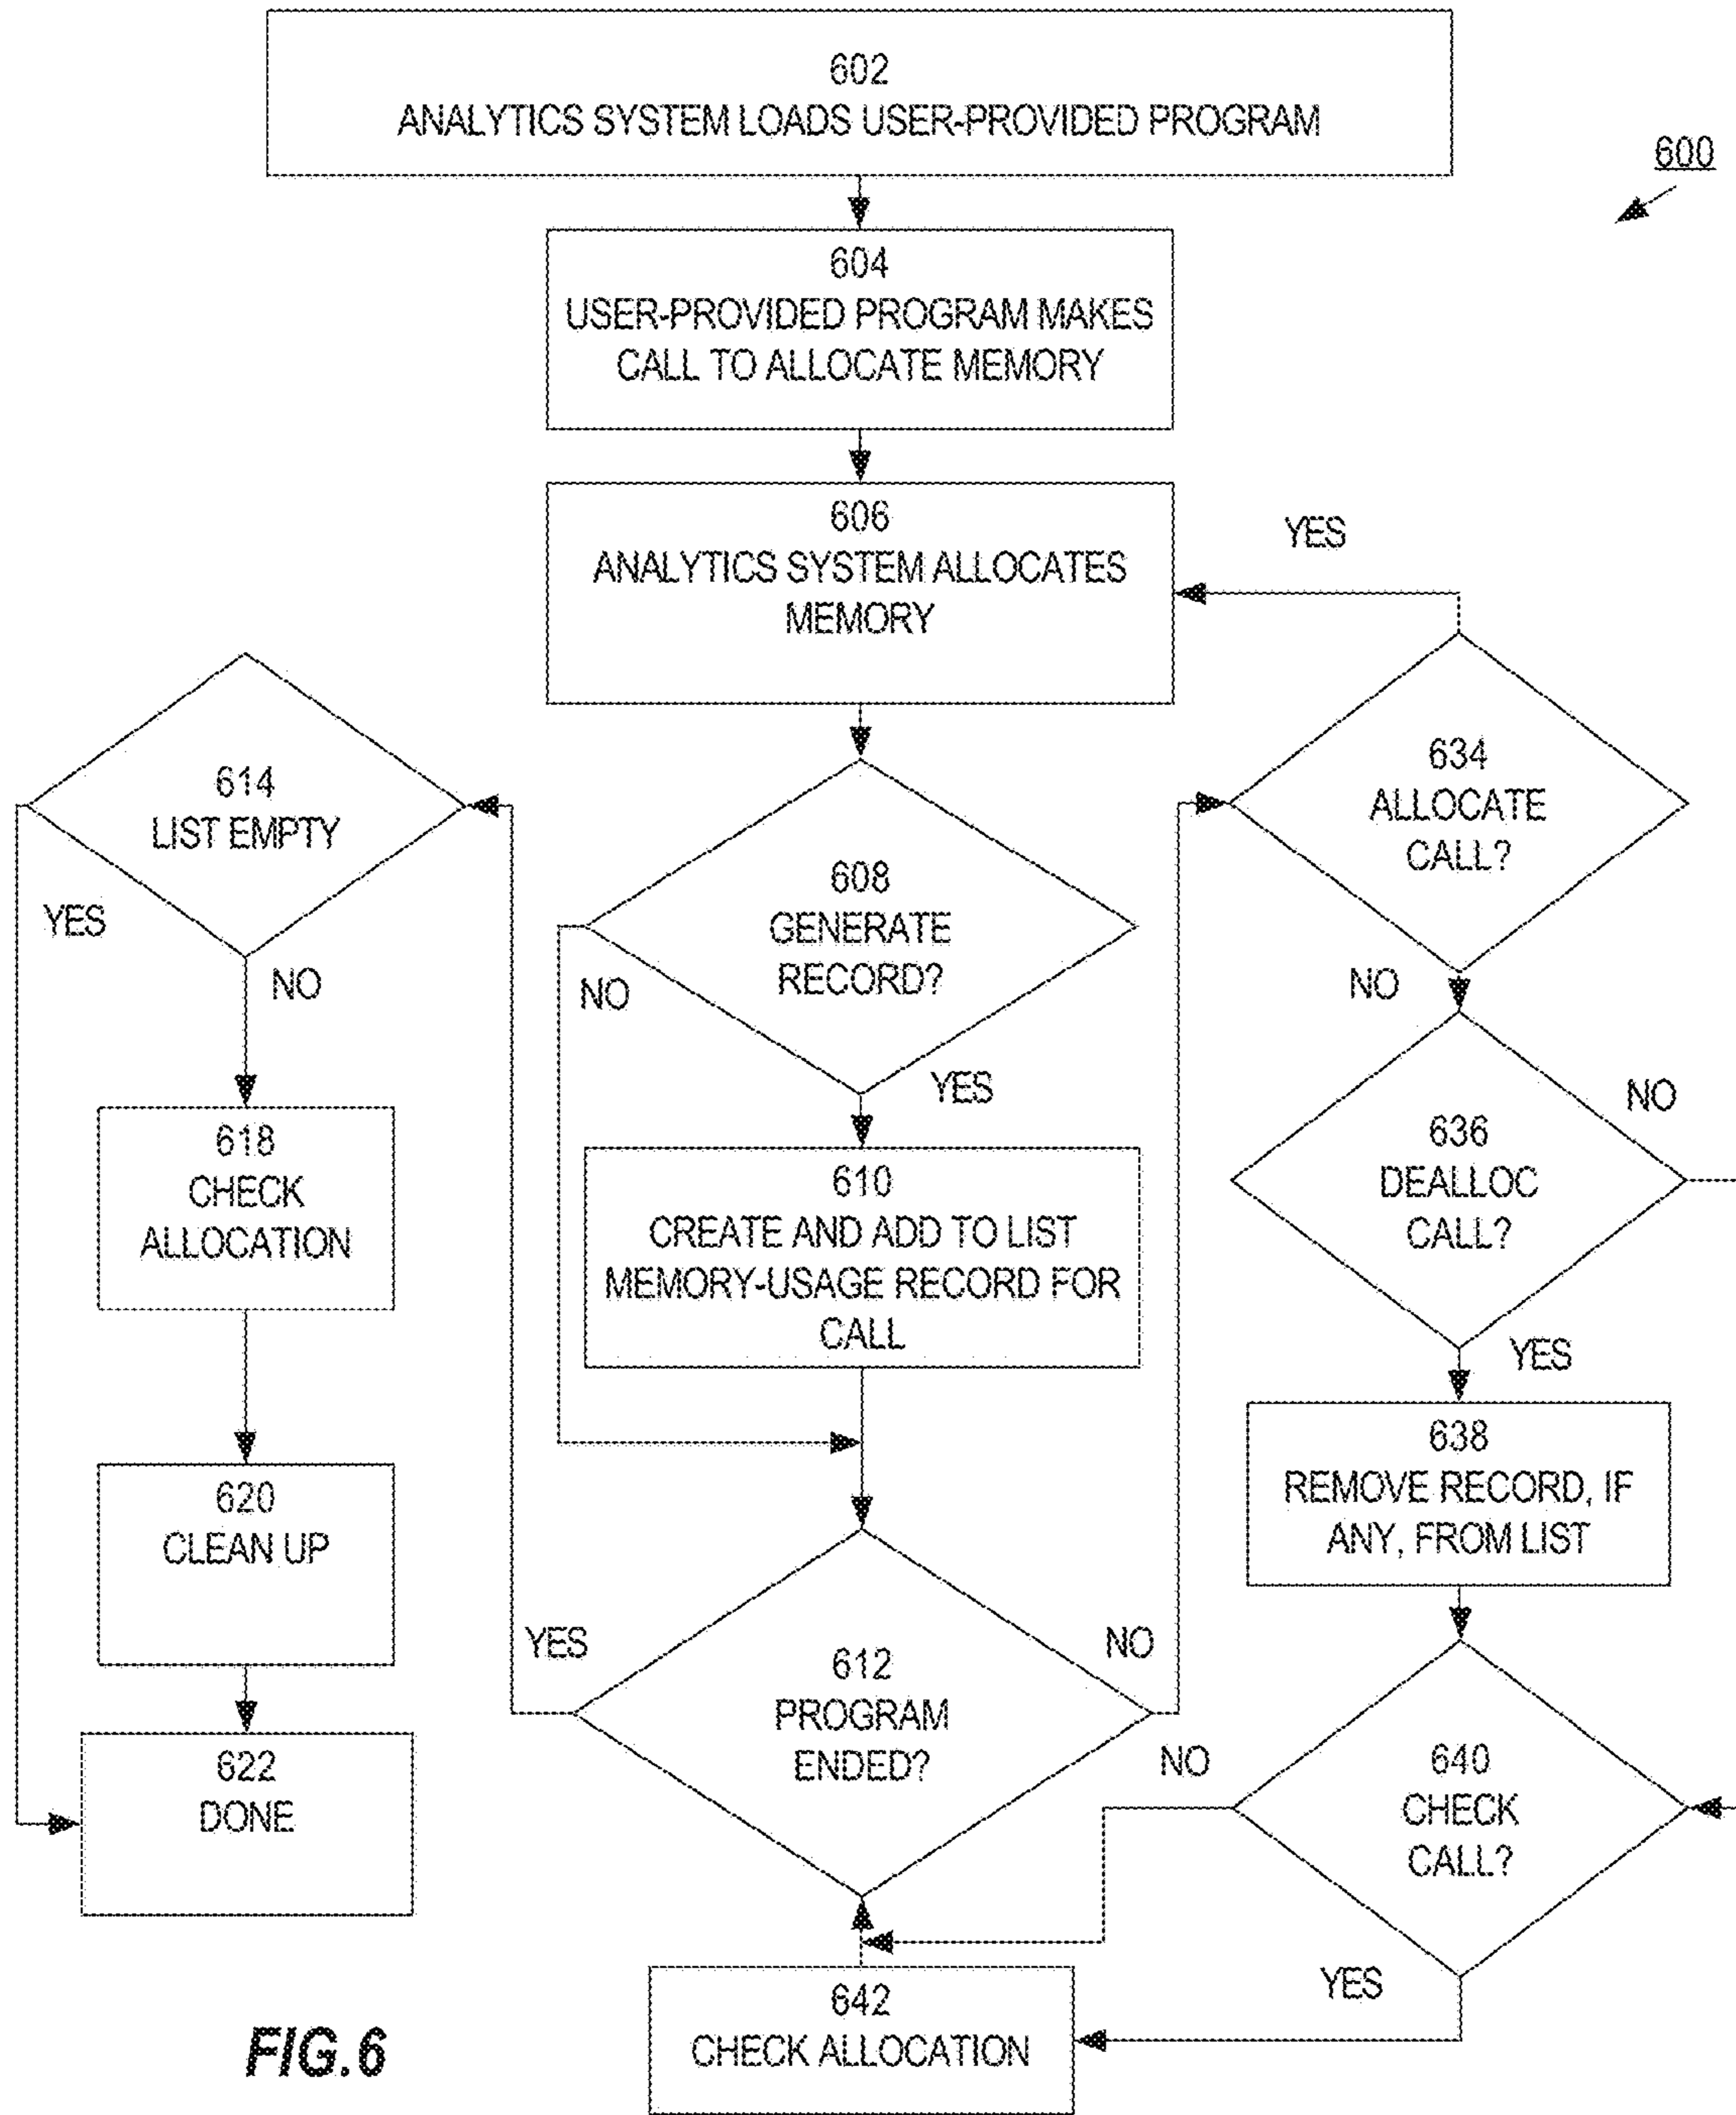 602
ANALYTICS SYSTEM LOADS USER-PROVIDED PROGRAM
600
604
USER-PROVIDED PROGRAM MAKES
CALL TO ALLOCATE MEMORY
606
ANALYTICS SYSTEM ALLOCATES
MEMORY
YES
614
LIST EMPTY
YES
NO
608
GENERATE
RECORD?
NO
YES
634
ALLOCATE
CALL?
NO
618
CHECK
ALLOCATION
610
CREATE AND ADD TO LIST
MEMORY-USAGE RECORD FOR
CALL
636
DEALLOC
CALL?
NO
YES
620
CLEAN UP
638
REMOVE RECORD, IF
ANY, FROM LIST
YES
612
PROGRAM
ENDED?
NO
622
DONE
640
CHECK
CALL?
NO
YES
642
CHECK ALLOCATION
FIG.6